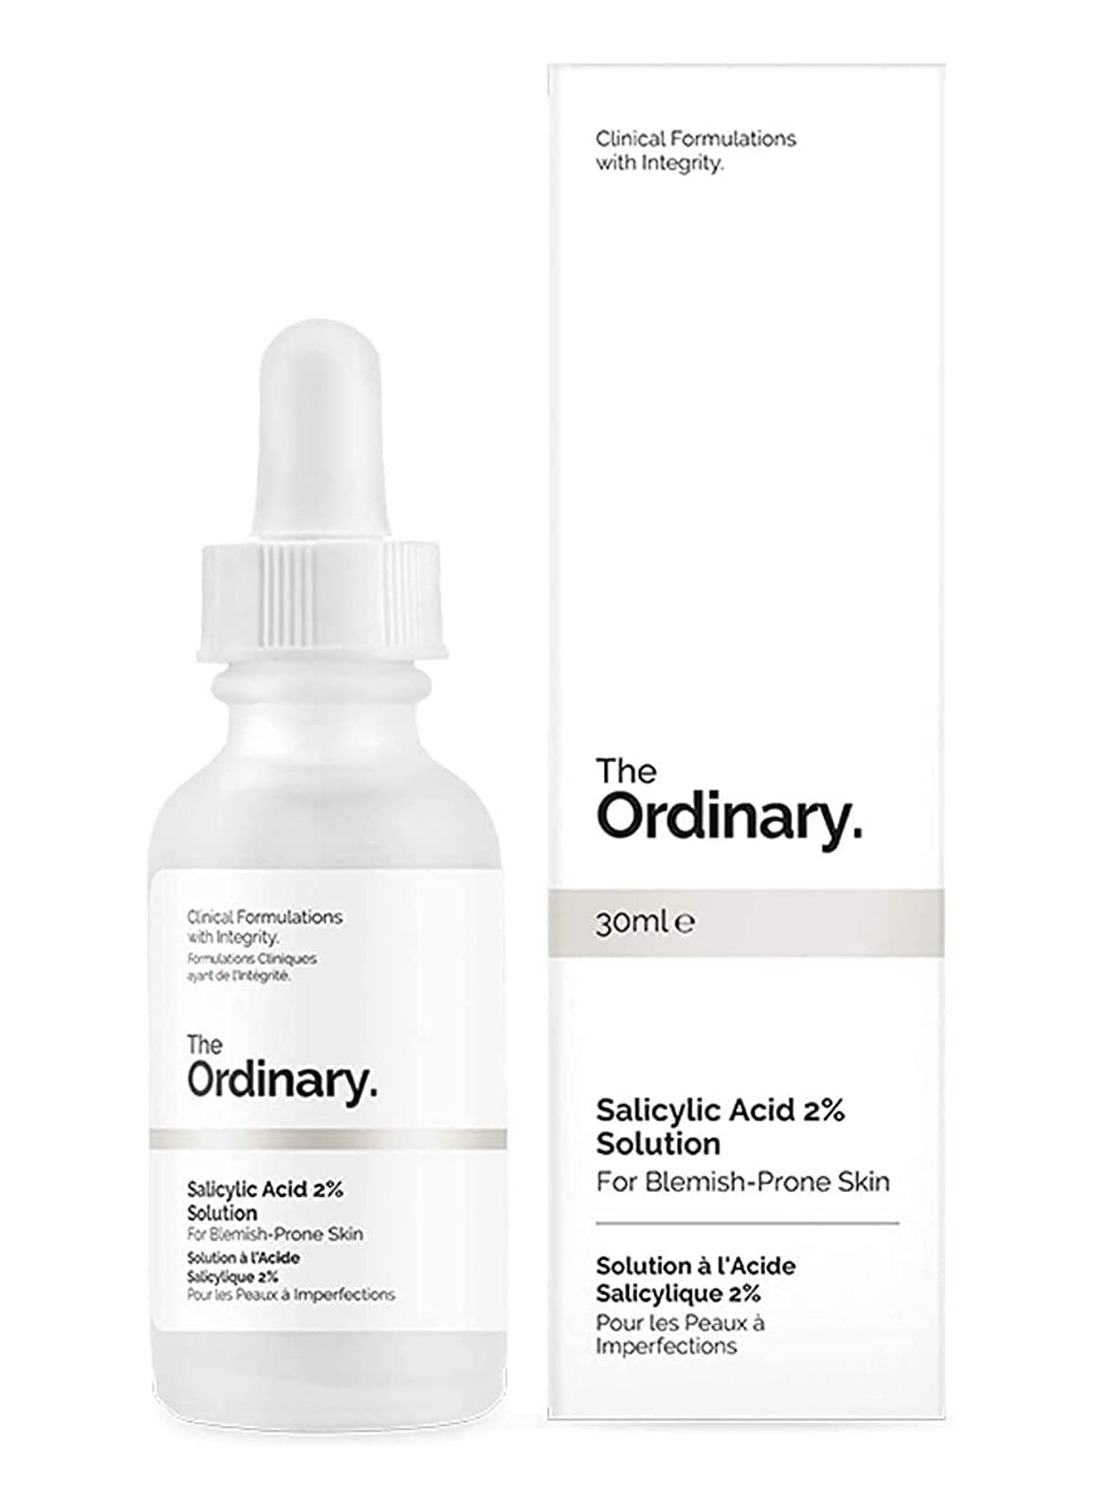 Clinical Formulations
with Integrity.
Formulations Cliniques
ayant de l'Intégrité.
The
Ordinary.
Salicylic Acid 2%
Solution
For Blemish-Prone Skin
Solution à l'Acide
Salicylique 2%
Pour les Peaux à Imperfections
Clinical Formulations
with Integrity.
The
Ordinary.
30ml e
Salicylic Acid 2%
Solution
For Blemish-Prone Skin
Solution à l'Acide
Salicylique 2%
Pour les Peaux à
Imperfections